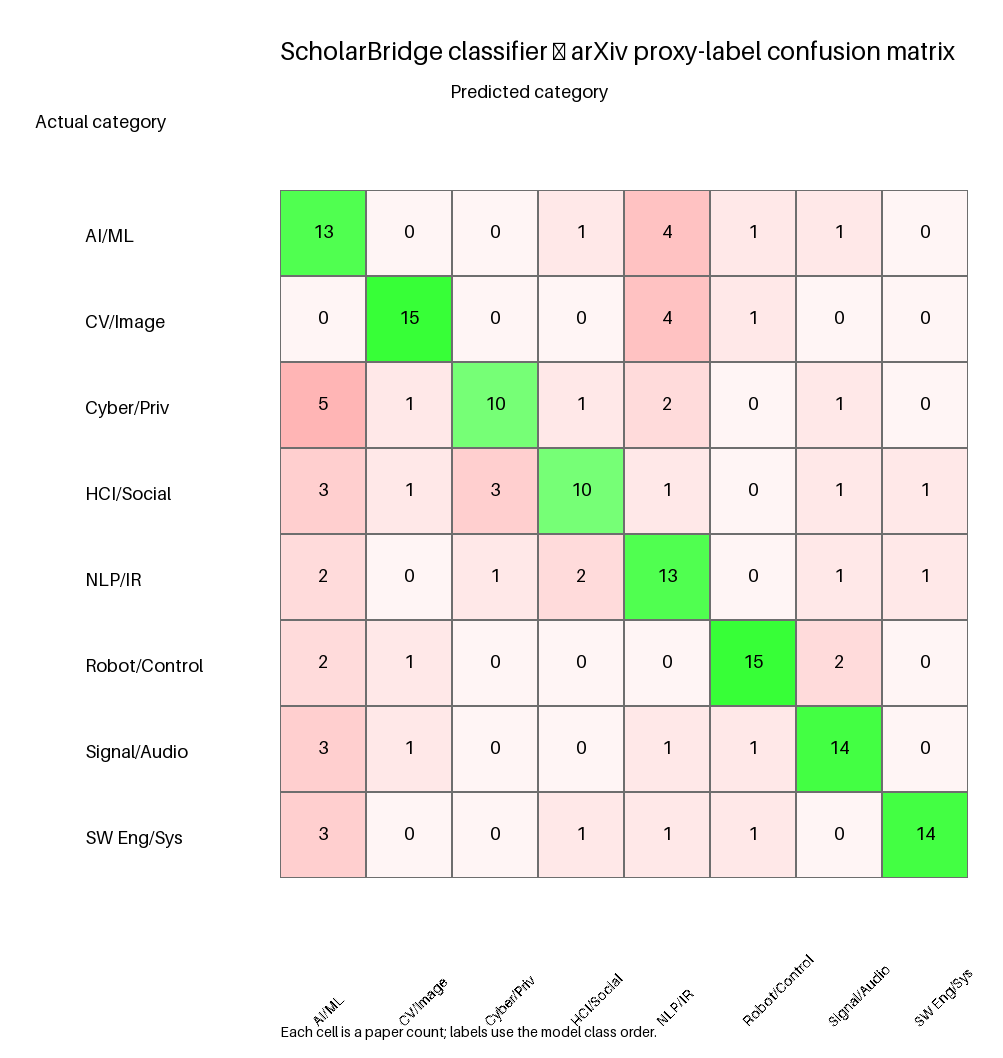 ScholarBridge classifier □ arXiv proxy-label confusion matrix
Predicted category
Actual category
AI/ML 13 0 0 1 4 1 1 0
CV/Image 0 15 0 0 4 1 0 0
Cyber/Priv 5 1 10 1 2 0 1 0
HCI/Social 3 1 3 10 1 0 1 1
NLP/IR 2 0 1 2 13 0 1 1
Robot/Control 2 1 0 0 0 15 2 0
Signal/Audio 3 1 0 0 1 1 14 0
SW Eng/Sys 3 0 0 1 1 1 0 14
AI/ML CV/Image Cyber/Priv HCI/Social NLP/IR Robot/Control Signal/Audio SW Eng/Sys
Each cell is a paper count; labels use the model class order.